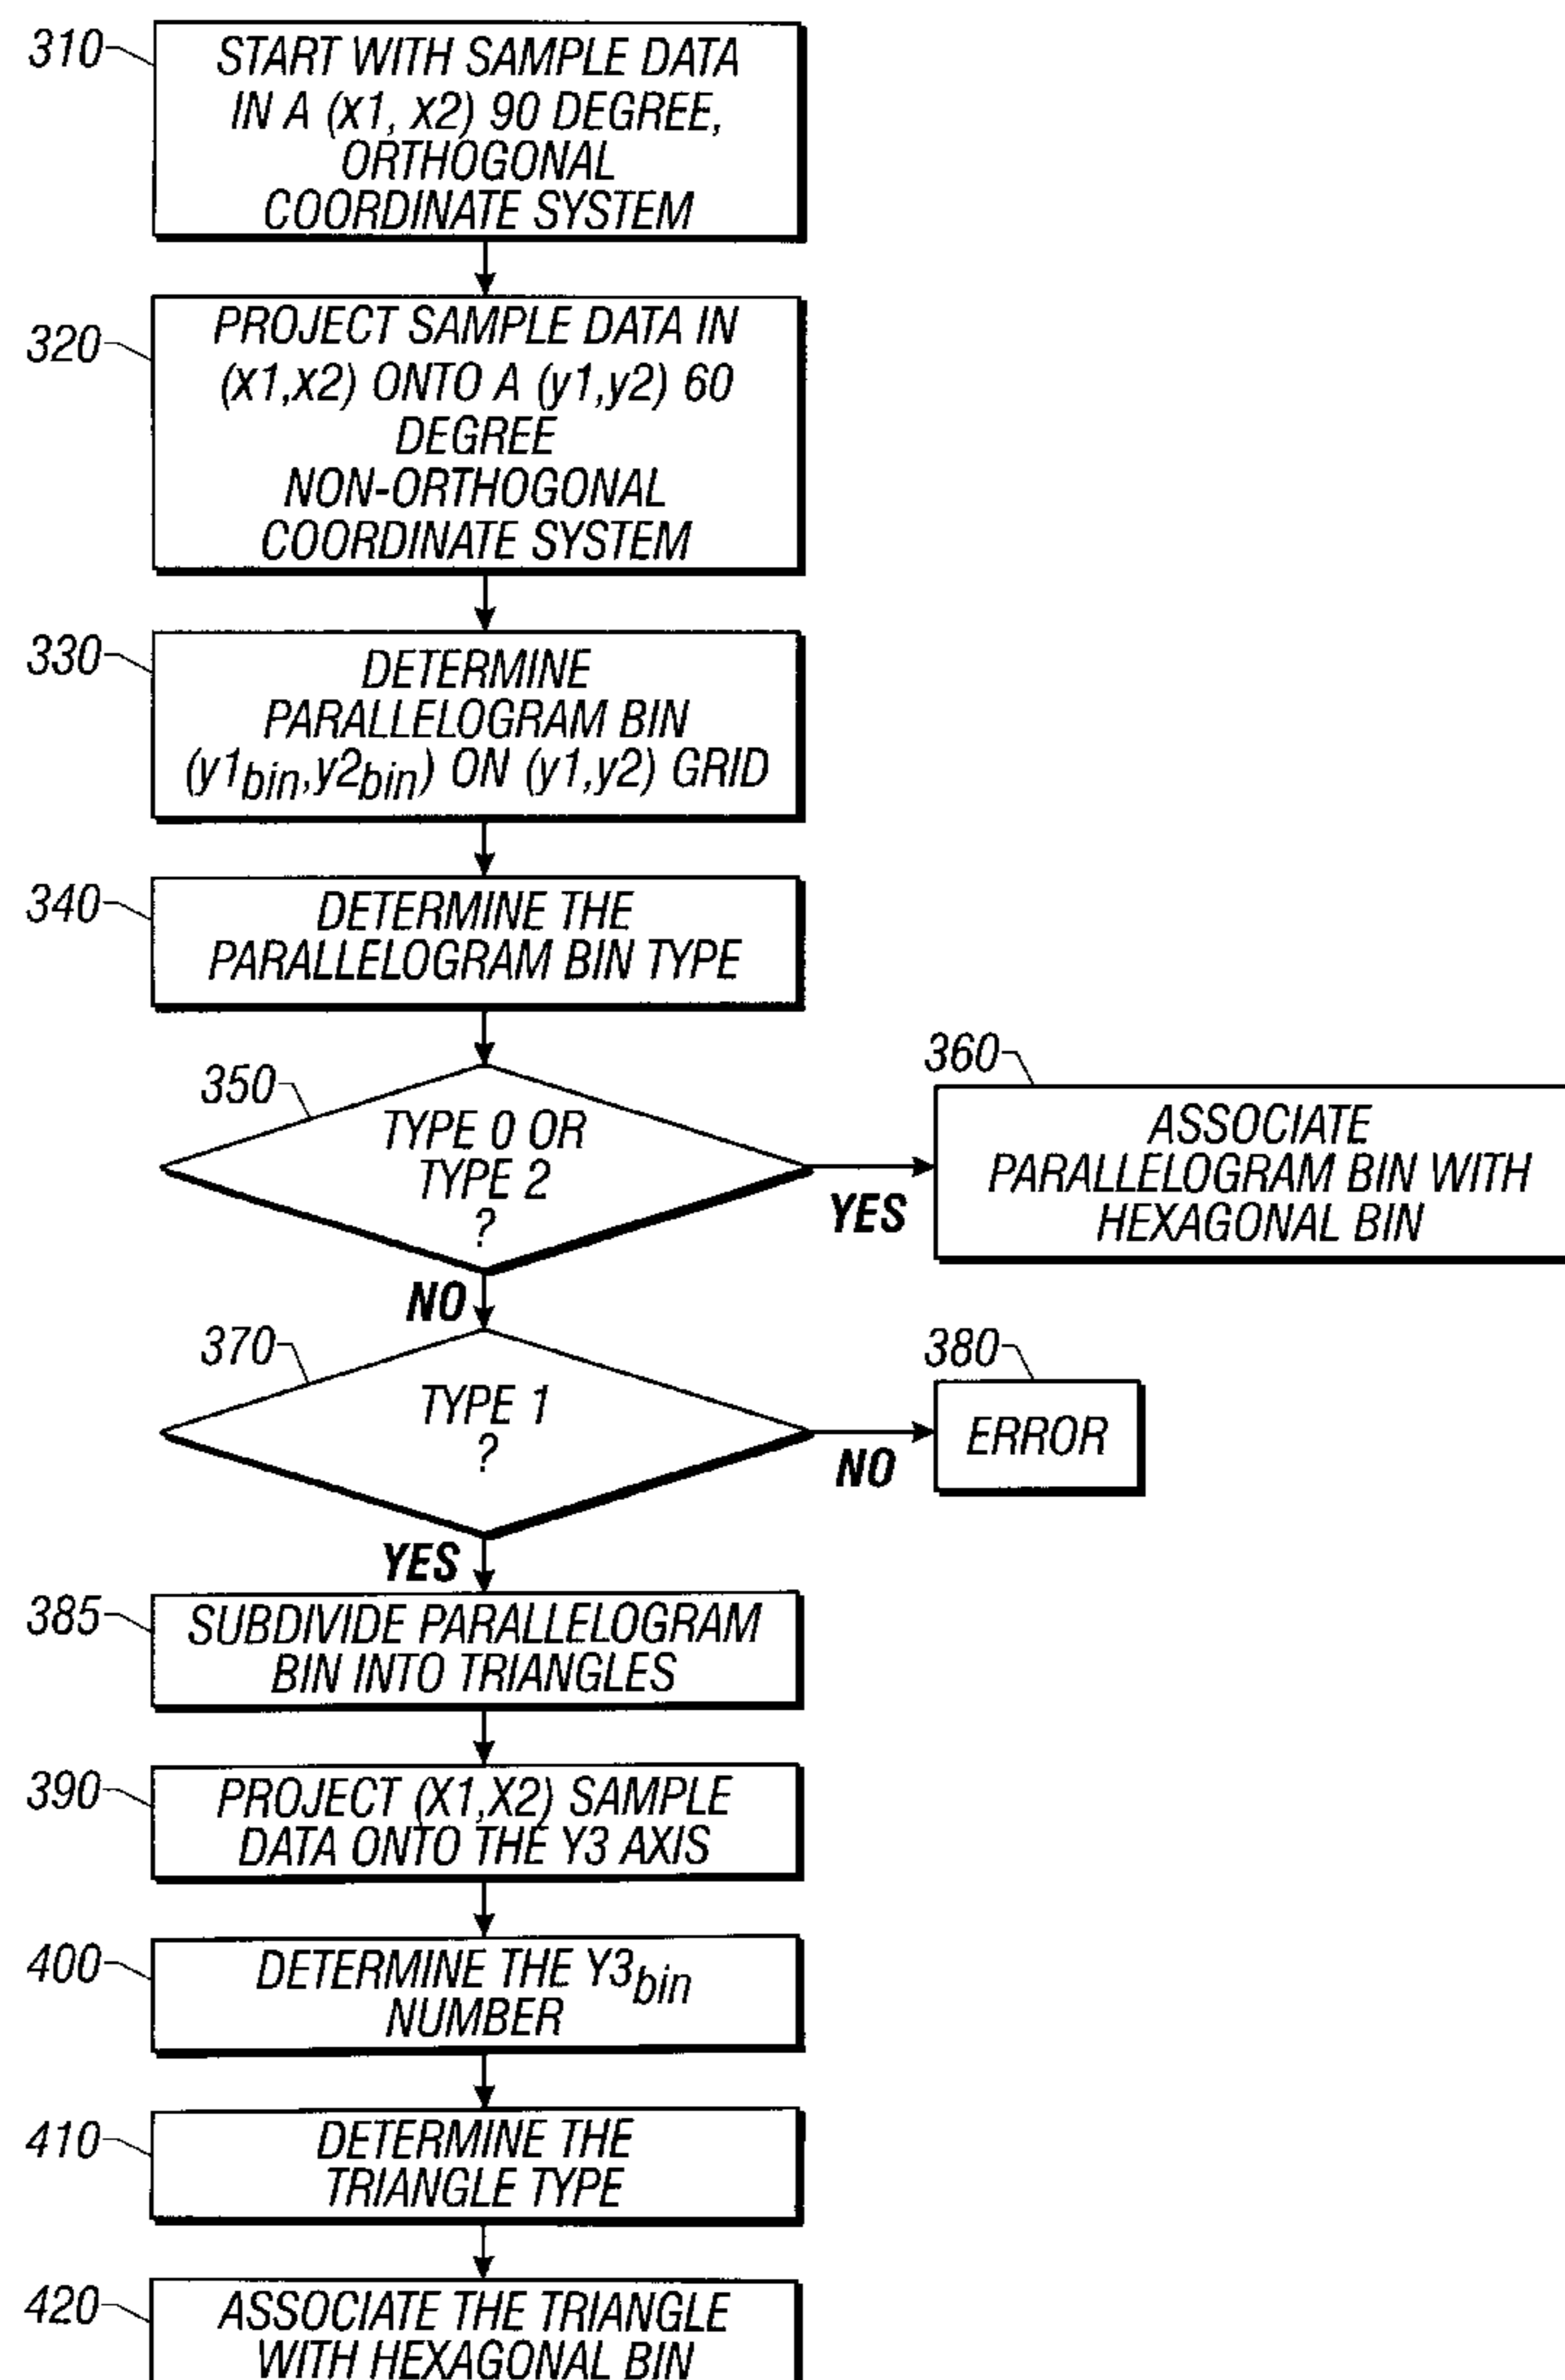 310
START WITH SAMPLE DATA
IN A (x1, x2) 90 DEGREE,
ORTHOGONAL
COORDINATE SYSTEM
320
PROJECT SAMPLE DATA IN
(x1,x2) ONTO A (y1,y2) 60
DEGREE
NON-ORTHOGONAL
COORDINATE SYSTEM
330
DETERMINE
PARALLELOGRAM BIN
(y1bin,y2bin) ON (y1,y2) GRID
340
DETERMINE THE
PARALLELOGRAM BIN TYPE
350
TYPE 0 OR
TYPE 2
?
YES
360
ASSOCIATE
PARALLELOGRAM BIN WITH
HEXAGONAL BIN
NO
370
TYPE 1
?
NO
380
ERROR
YES
385
SUBDIVIDE PARALLELOGRAM
BIN INTO TRIANGLES
390
PROJECT (X1,X2) SAMPLE
DATA ONTO THE Y3 AXIS
400
DETERMINE THE Y3bin
NUMBER
410
DETERMINE THE
TRIANGLE TYPE
420
ASSOCIATE THE TRIANGLE
WITH HEXAGONAL BIN